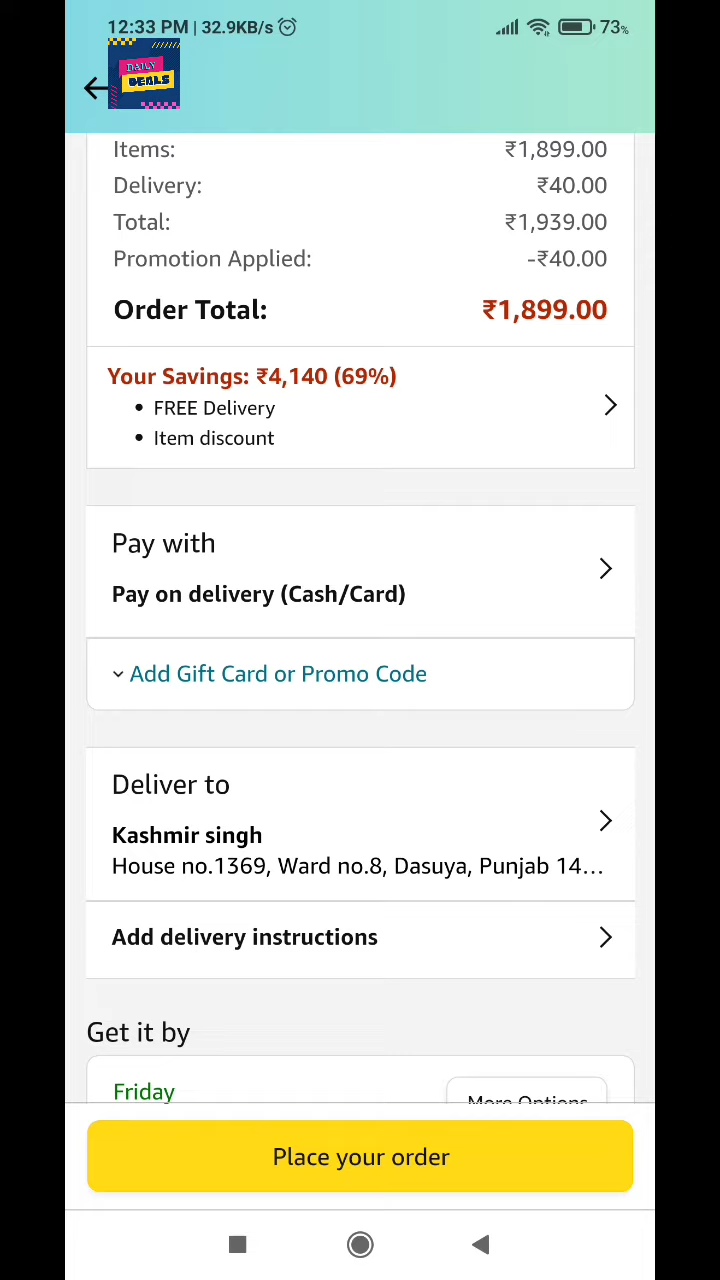 12:33 PM | 32.9KB/s
73%
DAILY
DEALS
Items: ₹1,899.00
Delivery: ₹40.00
Total: ₹1,939.00
Promotion Applied: -₹40.00
Order Total: ₹1,899.00
Your Savings: ₹4,140 (69%)
• FREE Delivery
• Item discount
Pay with
Pay on delivery (Cash/Card)
Add Gift Card or Promo Code
Deliver to
Kashmir singh
House no.1369, Ward no.8, Dasuya, Punjab 14...
Add delivery instructions
Get it by
Friday
More Options
Place your order